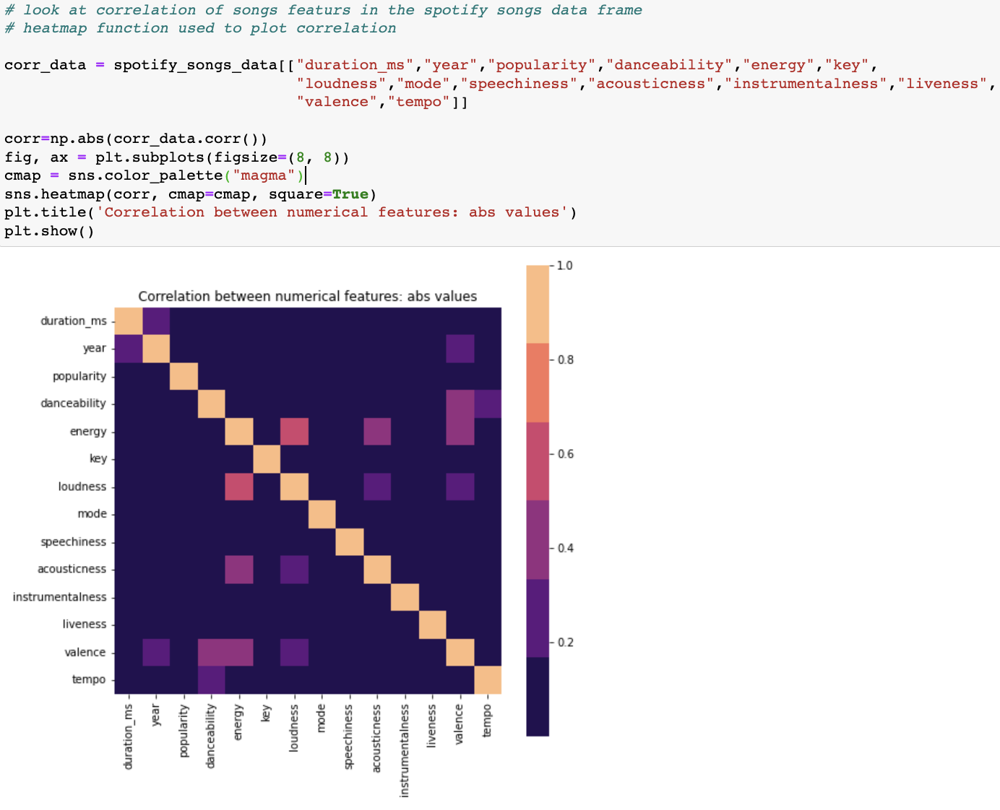 # look at correlation of songs featurs in the spotify songs data frame
# heatmap function used to plot correlation
corr_data = spotify_songs_data[["duration_ms","year","popularity","danceability","energy","key",
"loudness","mode","speechiness","acousticness","instrumentalness","liveness",
"valence","tempo"]]
corr=np.abs(corr_data.corr())
fig, ax = plt.subplots(figsize=(8, 8))
cmap = sns.color_palette("magma")
sns.heatmap(corr, cmap=cmap, square=True)
plt.title('Correlation between numerical features: abs values')
plt.show()
Correlation between numerical features: abs values
duration_ms
year
popularity
danceability
energy
key
loudness
mode
speechiness
acousticness
instrumentalness
liveness
valence
tempo
duration_ms
year
popularity
danceability
energy
key
loudness
mode
speechiness
acousticness
instrumentalness
liveness
valence
tempo
1.0
0.8
0.6
0.4
0.2